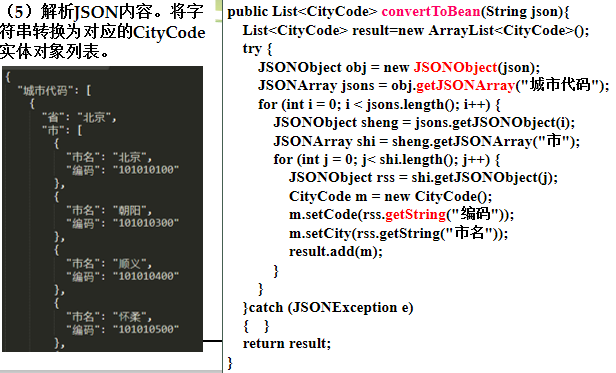 （5）解析JSON内容。将字
符串转换为对应的CityCode
实体对象列表。
{
"城市代码": [
{
"省": "北京",
"市": [
{
"市名": "北京",
"编码": "101010100"
},
{
"市名": "朝阳",
"编码": "101010300"
},
{
"市名": "顺义",
"编码": "101010400"
},
{
"市名": "怀柔",
"编码": "101010500"
},
public List<CityCode> convertToBean(String json){
List<CityCode> result=new ArrayList<CityCode>();
try {
JSONObject obj = new JSONObject(json);
JSONArray jsons = obj.getJSONArray("城市代码");
for (int i = 0; i < jsons.length(); i++) {
JSONObject sheng = jsons.getJSONObject(i);
JSONArray shi = sheng.getJSONArray("市");
for (int j = 0; j< shi.length(); j++) {
JSONObject rss = shi.getJSONObject(j);
CityCode m = new CityCode();
m.setCode(rss.getString("编码"));
m.setCity(rss.getString("市名"));
result.add(m);
}
}
}catch (JSONException e)
{ }
return result;
}